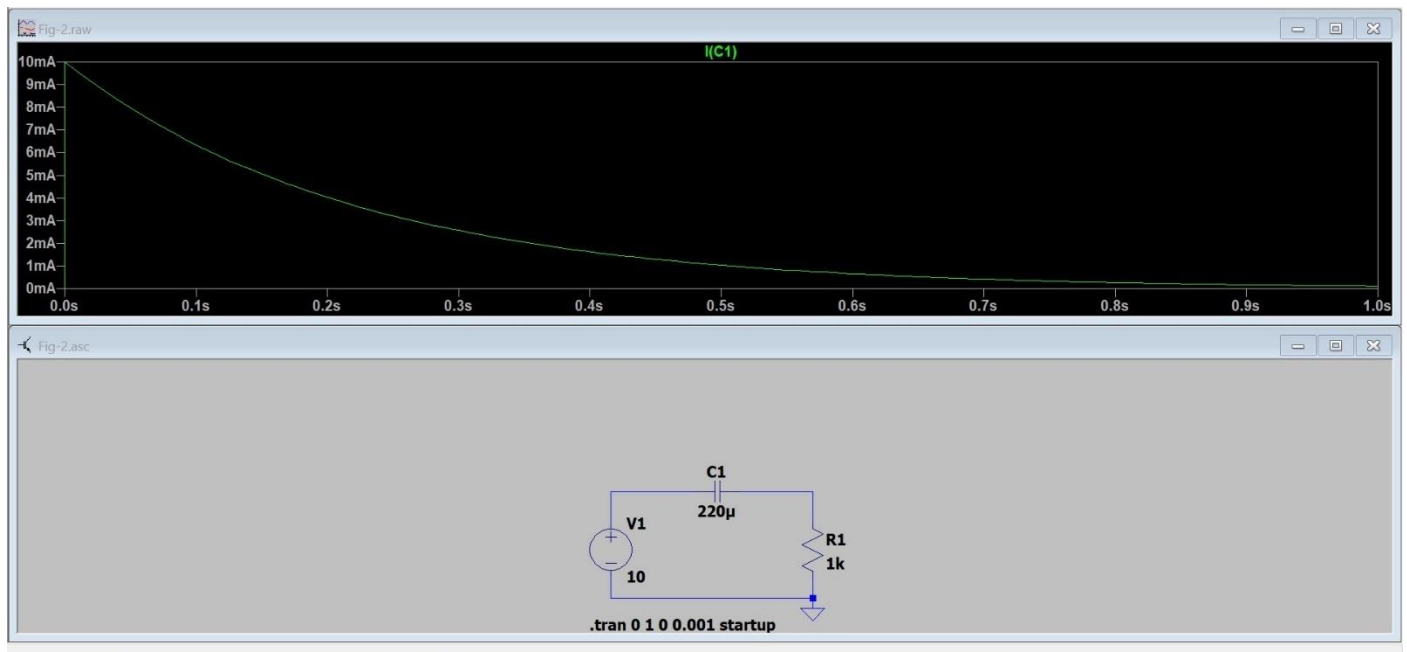 Fig-2.raw
I(C1)
10mA
9mA
8mA
7mA
6mA
5mA
4mA
3mA
2mA
1mA
0mA
0.0s 0.1s 0.2s 0.3s 0.4s 0.5s 0.6s 0.7s 0.8s 0.9s 1.0s
Fig-2.asc
C1
220µ
V1
10
R1
1k
.tran 0 1 0 0.001 startup